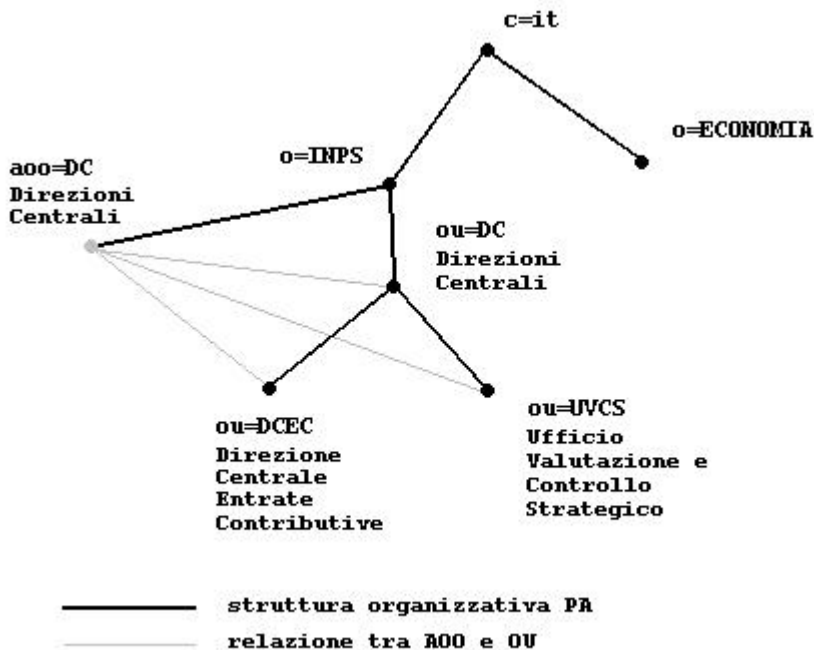 c=it
o=ECONOMIA
o=INPS
aoo=DC
Direzioni
Centrali
ou=DC
Direzioni
Centrali
ou=DCEC
Direzione
Centrale
Entrate
Contributive
ou=UVCS
Ufficio
Valutazione e
Controllo
Strategico
struttura organizzativa PA
relazione tra AOO e OU